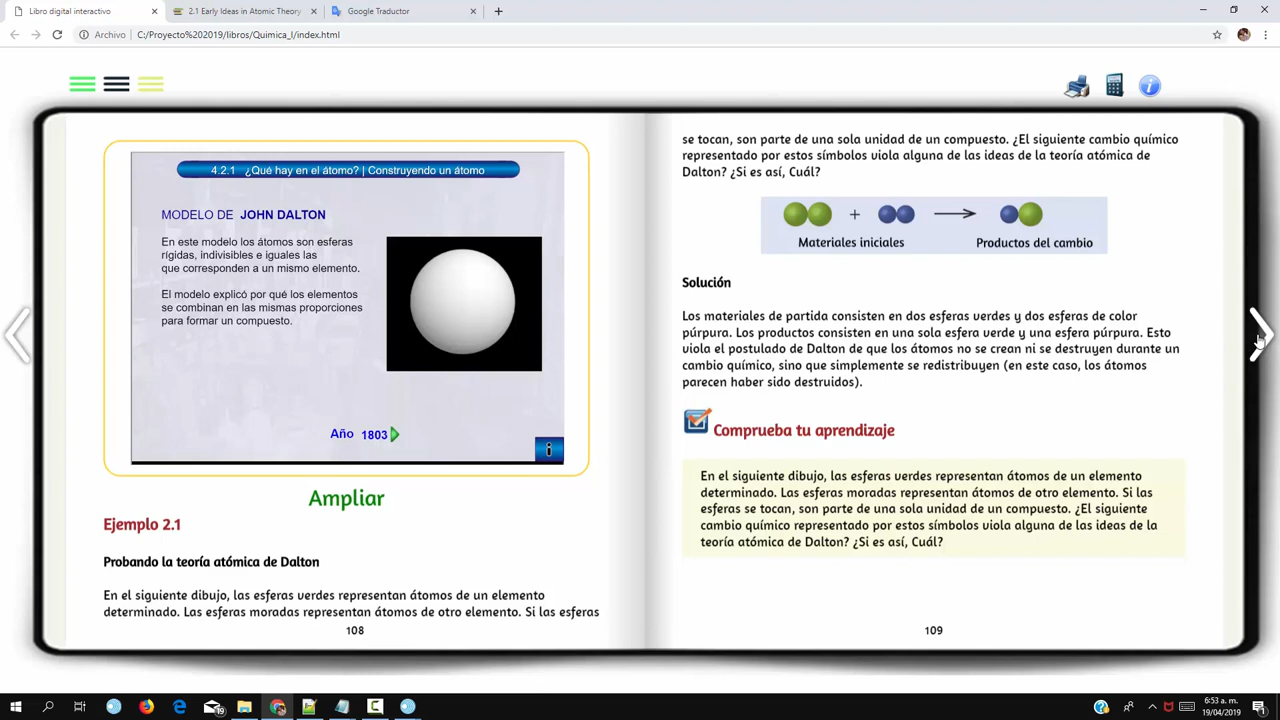 Libro digital interactivo
2.1 Early Ideas in Atomic Theory
Google Traductor
Archivo
C:/Proyecto%202019/libros/Quimica_I/index.html
4.2.1 ¿Qué hay en el átomo? | Construyendo un átomo
MODELO DE JOHN DALTON
En este modelo los átomos son esferas
rígidas, indivisibles e iguales las
que corresponden a un mismo elemento.
El modelo explicó por qué los elementos
se combinan en las mismas proporciones
para formar un compuesto.
Año 1803
i
Ampliar
Ejemplo 2.1
Probando la teoría atómica de Dalton
En el siguiente dibujo, las esferas verdes representan átomos de un elemento
determinado. Las esferas moradas representan átomos de otro elemento. Si las esferas
108
se tocan, son parte de una sola unidad de un compuesto. ¿El siguiente cambio químico
representado por estos símbolos viola alguna de las ideas de la teoría atómica de
Dalton? ¿Si es así, Cuál?
+
Materiales iniciales
Productos del cambio
Solución
Los materiales de partida consisten en dos esferas verdes y dos esferas de color
púrpura. Los productos consisten en una sola esfera verde y una esfera púrpura. Esto
viola el postulado de Dalton de que los átomos no se crean ni se destruyen durante un
cambio químico, sino que simplemente se redistribuyen (en este caso, los átomos
parecen haber sido destruidos).
Comprueba tu aprendizaje
En el siguiente dibujo, las esferas verdes representan átomos de un elemento
determinado. Las esferas moradas representan átomos de otro elemento. Si las
esferas se tocan, son parte de una sola unidad de un compuesto. ¿El siguiente
cambio químico representado por estos símbolos viola alguna de las ideas de la
teoría atómica de Dalton? ¿Si es así, Cuál?
109
19
6:53 a. m.
19/04/2019